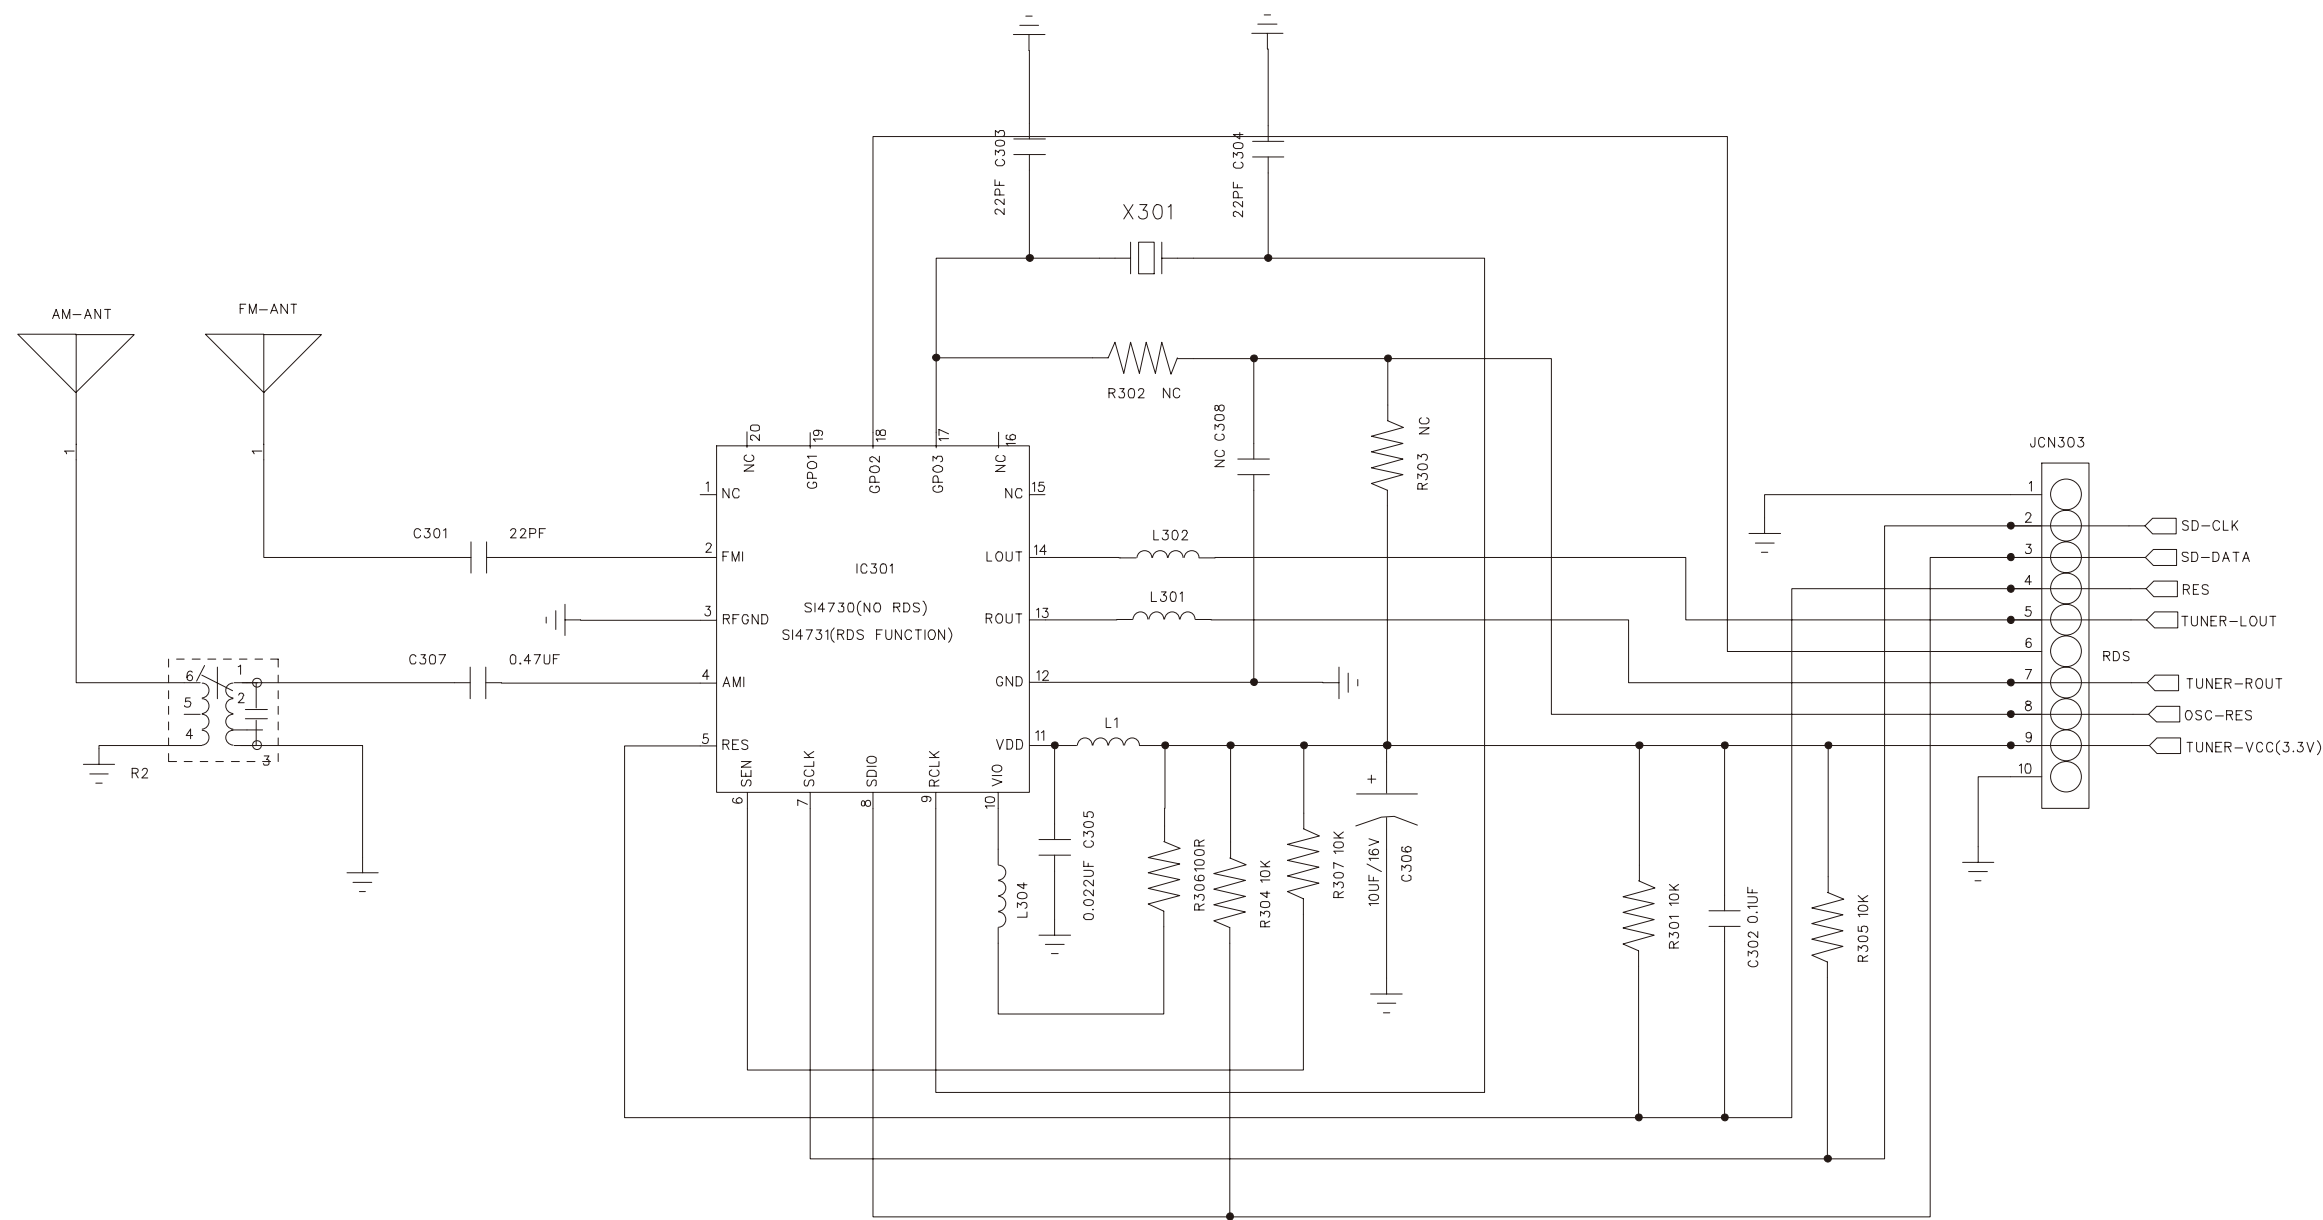 22PF C303
22PF C304
X301
AM-ANT
FM-ANT
1
1
R302 NC
NC C308
R303 NC
JCN303
20
19
18
17
16
NC
GPO1
GPO2
GPO3
NC
1 NC
NC 15
C301 22PF
2 FMI
LOUT 14
L302
IC301
SI4730(NO RDS)
SI4731(RDS FUNCTION)
3 RFGND
ROUT 13
L301
C307 0.47UF
4 AMI
GND 12
6
5
4
1
2
3
R2
5 RES
VDD 11
L1
SEN
SCLK
SDIO
RCLK
VIO
6
7
8
9
10
L304
0.022UF C305
R306100R
R304 10K
R307 10K
+
10UF/16V
C306
R301 10K
C302 0.1UF
R305 10K
1
2 SD-CLK
3 SD-DATA
4 RES
5 TUNER-LOUT
6 RDS
7 TUNER-ROUT
8 OSC-RES
9 TUNER-VCC(3.3V)
10